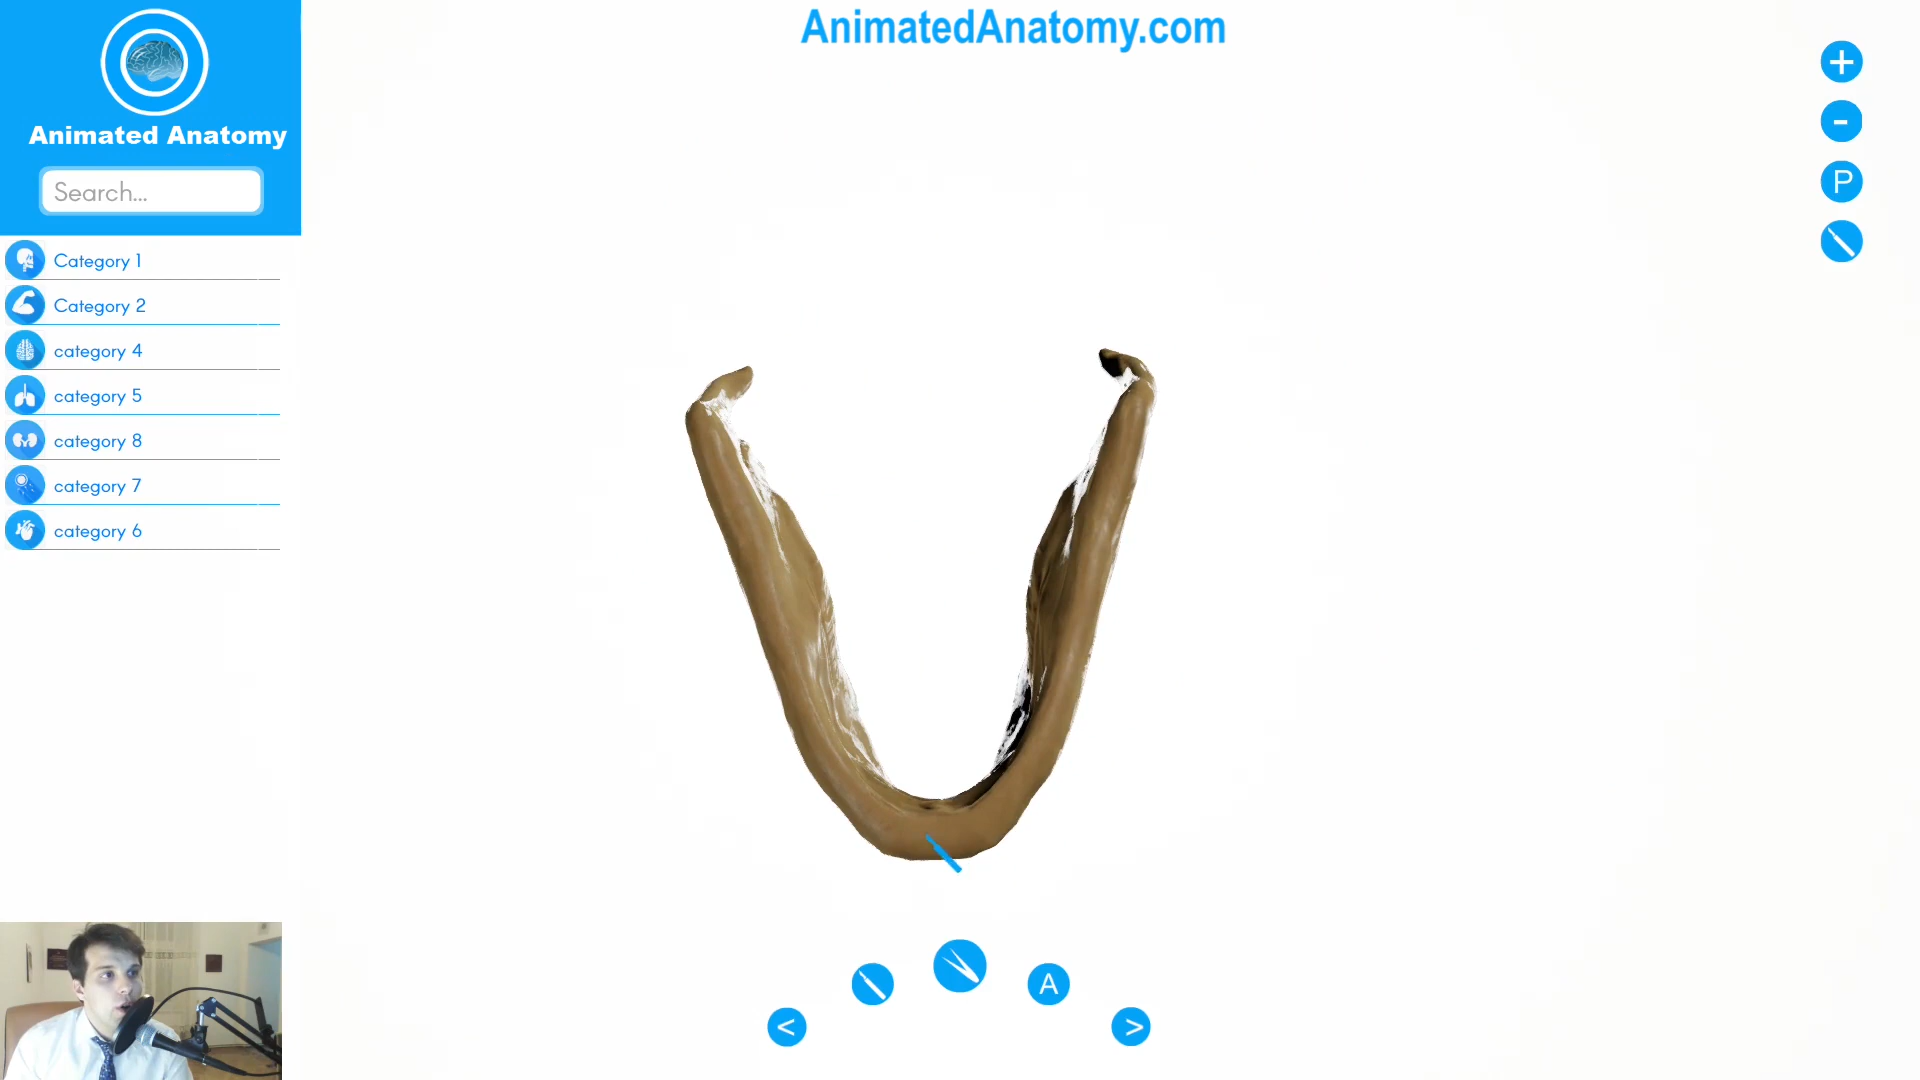 AnimatedAnatomy.com
Animated Anatomy
Search...
Category 1
Category 2
category 4
category 5
category 8
category 7
category 6
+
-
P
A
<
>